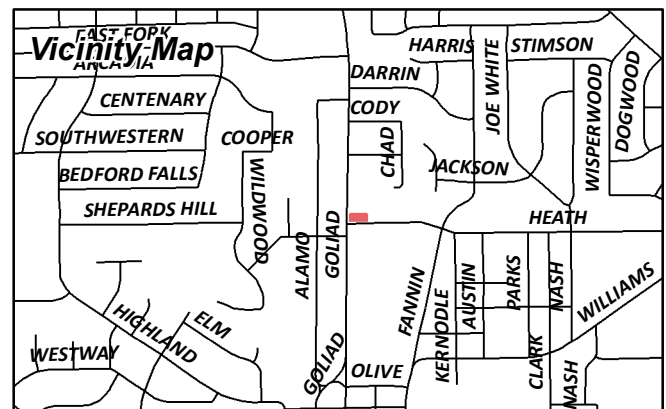 EAST FORK
Vicinity Map
ARCADIA
HARRIS
STIMSON
DARRIN
JOE WHITE
DOGWOOD
WISPERWOOD
CENTENARY
CODY
SOUTHWESTERN
COOPER
CHAD
JACKSON
BEDFORD FALLS
WILDWOOD
SHEPARDS HILL
HEATH
ALAMO
GOLIAD
FANNIN
KERNODLE
AUSTIN
PARKS
NASH
WILLIAMS
HIGHLAND
ELM
WESTWAY
GOLIAD
OLIVE
CLARK
NASH